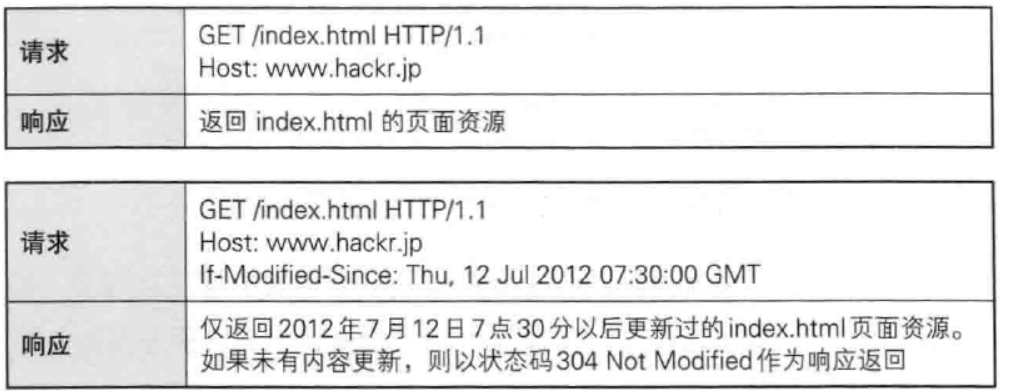 请求
GET /index.html HTTP/1.1
Host: www.hackr.jp
响应
返回 index.html 的页面资源
请求
GET /index.html HTTP/1.1
Host: www.hackr.jp
If-Modified-Since: Thu, 12 Jul 2012 07:30:00 GMT
响应
仅返回2012年7月12日7点30分以后更新过的index.html页面资源。
如果未有内容更新，则以状态码304 Not Modified作为响应返回